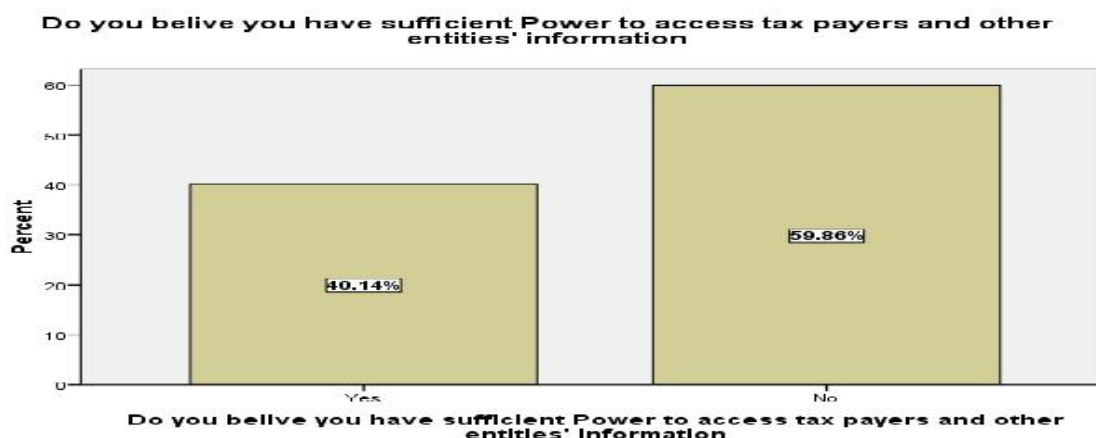 Do you belive you have sufficient Power to access tax payers and other
entities' information
Percent
60
50
40
30
20
10
0
40.14%
59.86%
Yes
No
Do you belive you have sufficient Power to access tax payers and other
entities' information